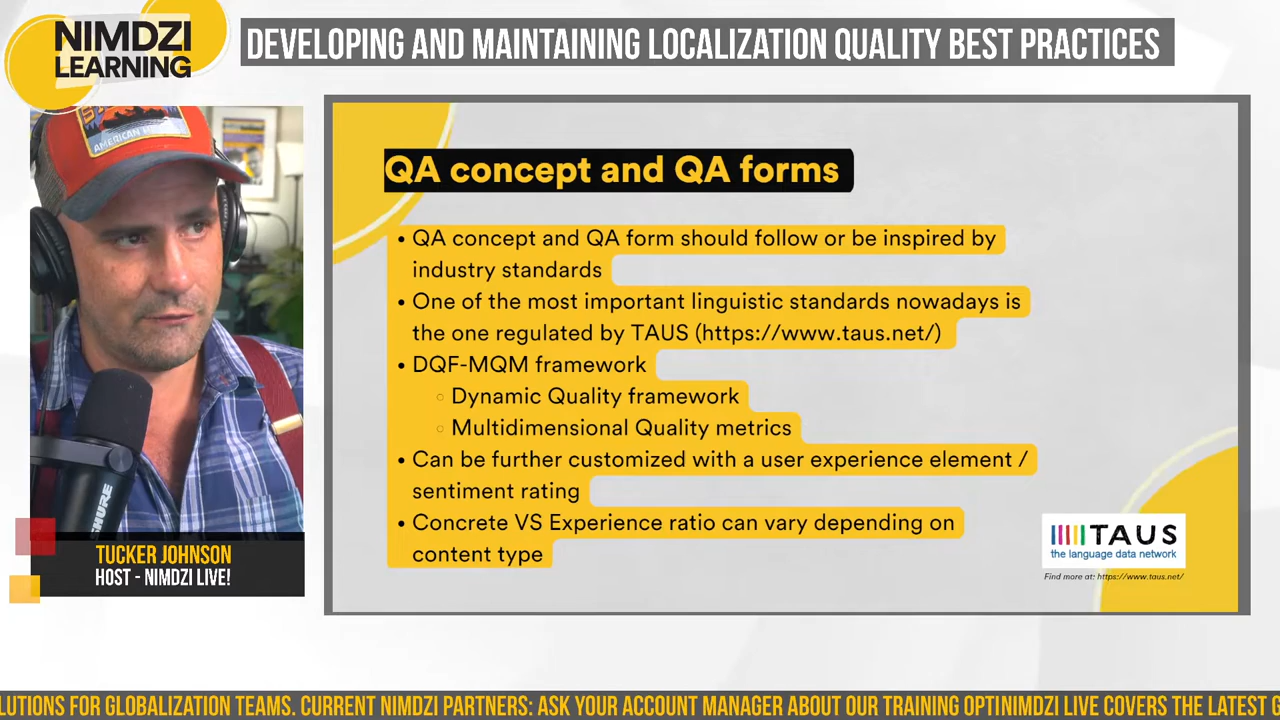 NIMDZI
LEARNING
DEVELOPING AND MAINTAINING LOCALIZATION QUALITY BEST PRACTICES
AMERICAN
QA concept and QA forms
• QA concept and QA form should follow or be inspired by
industry standards
• One of the most important linguistic standards nowadays is
the one regulated by TAUS (https://www.taus.net/)
• DQF-MQM framework
○ Dynamic Quality framework
○ Multidimensional Quality metrics
• Can be further customized with a user experience element /
sentiment rating
• Concrete VS Experience ratio can vary depending on
content type
TAUS
the language data network
Find more at: https://www.taus.net/
SHURE
TUCKER JOHNSON
HOST - NIMDZI LIVE!
LUTIONS FOR GLOBALIZATION TEAMS. CURRENT NIMDZI PARTNERS: ASK YOUR ACCOUNT MANAGER ABOUT OUR TRAINING OPTINIMDZI LIVE COVERS THE LATEST G